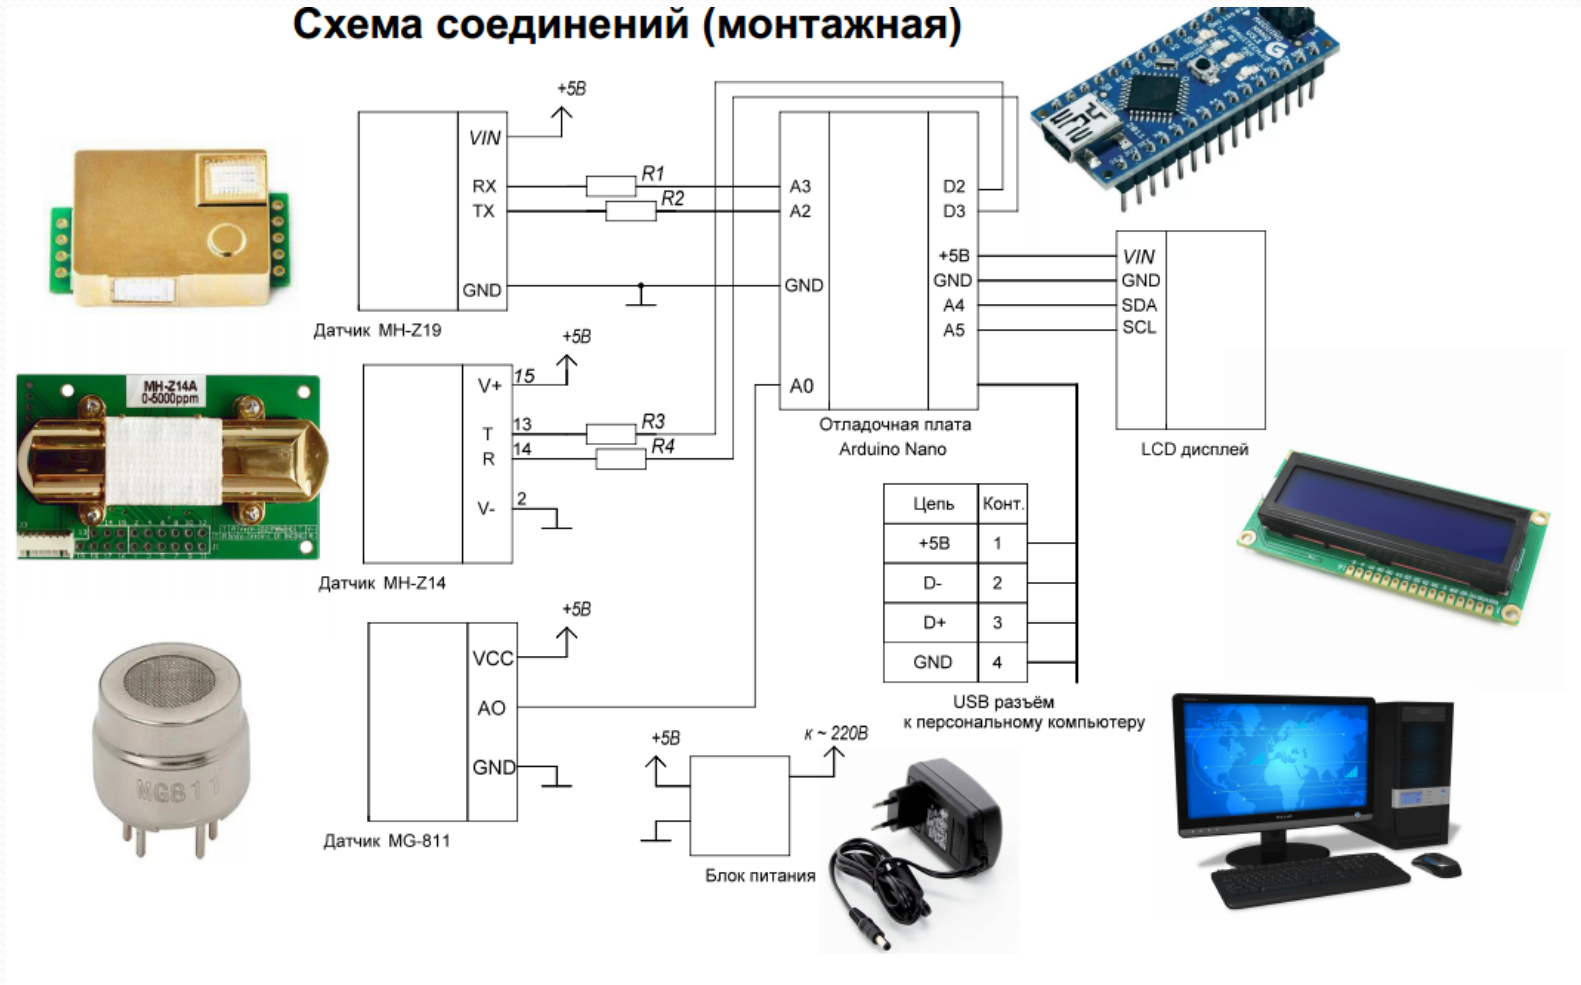 Схема соединений (монтажная)
+5В
VIN
RX
TX
GND
R1
R2
Датчик MH-Z19
A3
A2
GND
A0
D2
D3
+5В
GND
A4
A5
Отладочная плата
Arduino Nano
VIN
GND
SDA
SCL
LCD дисплей
MH-Z14A
0-5000ppm
+5В
V+
15
T
13
R
14
V-
2
R3
R4
Датчик MH-Z14
Цепь Конт.
+5В 1
D- 2
D+ 3
GND 4
USB разъём
к персональному компьютеру
MG811
+5В
VCC
AO
GND
Датчик MG-811
+5В
к ~ 220В
Блок питания